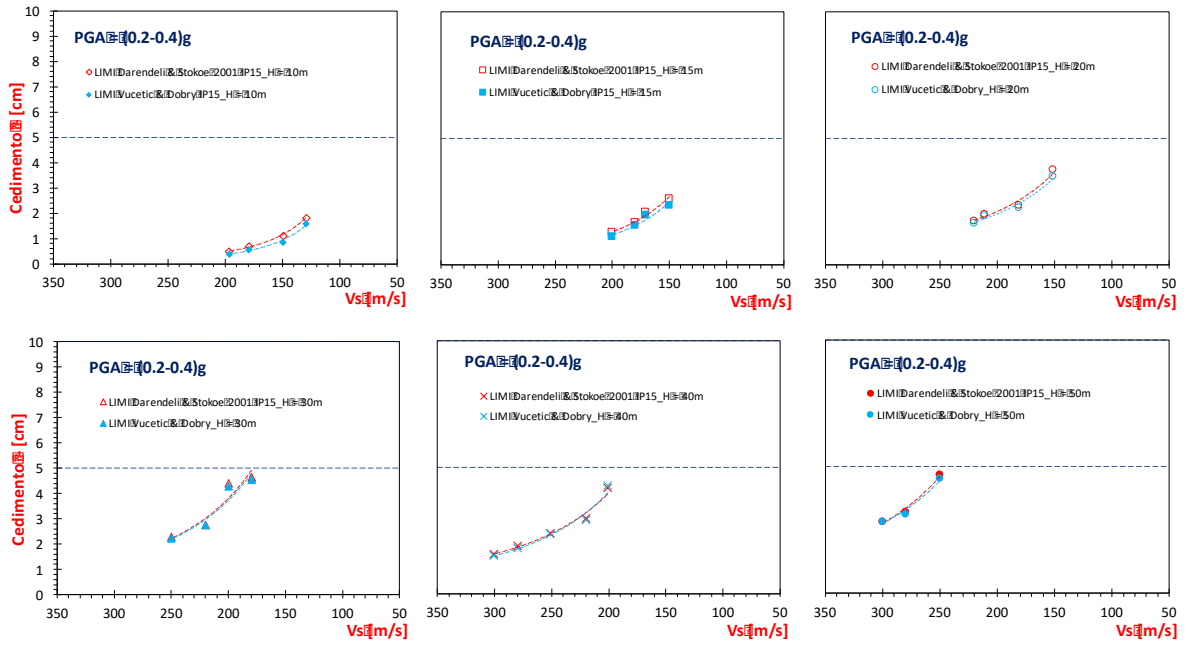 10
9
8
7
6
5
4
3
2
1
0
Cedimento [cm]
PGA = (0.2-0.4)g
LIMI Darendeli & Stokoe 2001 IP15_H = 10m
LIMI Vucetic & Dobry IP15_H = 10m
350 300 250 200 150 100 50
Vs [m/s]
PGA = (0.2-0.4)g
LIMI Darendeli & Stokoe 2001 IP15_H = 15m
LIMI Vucetic & Dobry IP15_H = 15m
350 300 250 200 150 100 50
Vs [m/s]
PGA = (0.2-0.4)g
LIMI Darendeli & Stokoe 2001 IP15_H = 20m
LIMI Vucetic & Dobry_H = 20m
350 300 250 200 150 100 50
Vs [m/s]
10
9
8
7
6
5
4
3
2
1
0
Cedimento [cm]
PGA = (0.2-0.4)g
LIMI Darendeli & Stokoe 2001 IP15_H = 30m
LIMI Vucetic & Dobry_H = 30m
350 300 250 200 150 100 50
Vs [m/s]
PGA = (0.2-0.4)g
LIMI Darendeli & Stokoe 2001 IP15_H = 40m
LIMI Vucetic & Dobry_H = 40m
350 300 250 200 150 100 50
Vs [m/s]
PGA = (0.2-0.4)g
LIMI Darendeli & Stokoe 2001 IP15_H = 50m
LIMI Vucetic & Dobry_H = 50m
350 300 250 200 150 100 50
Vs [m/s]